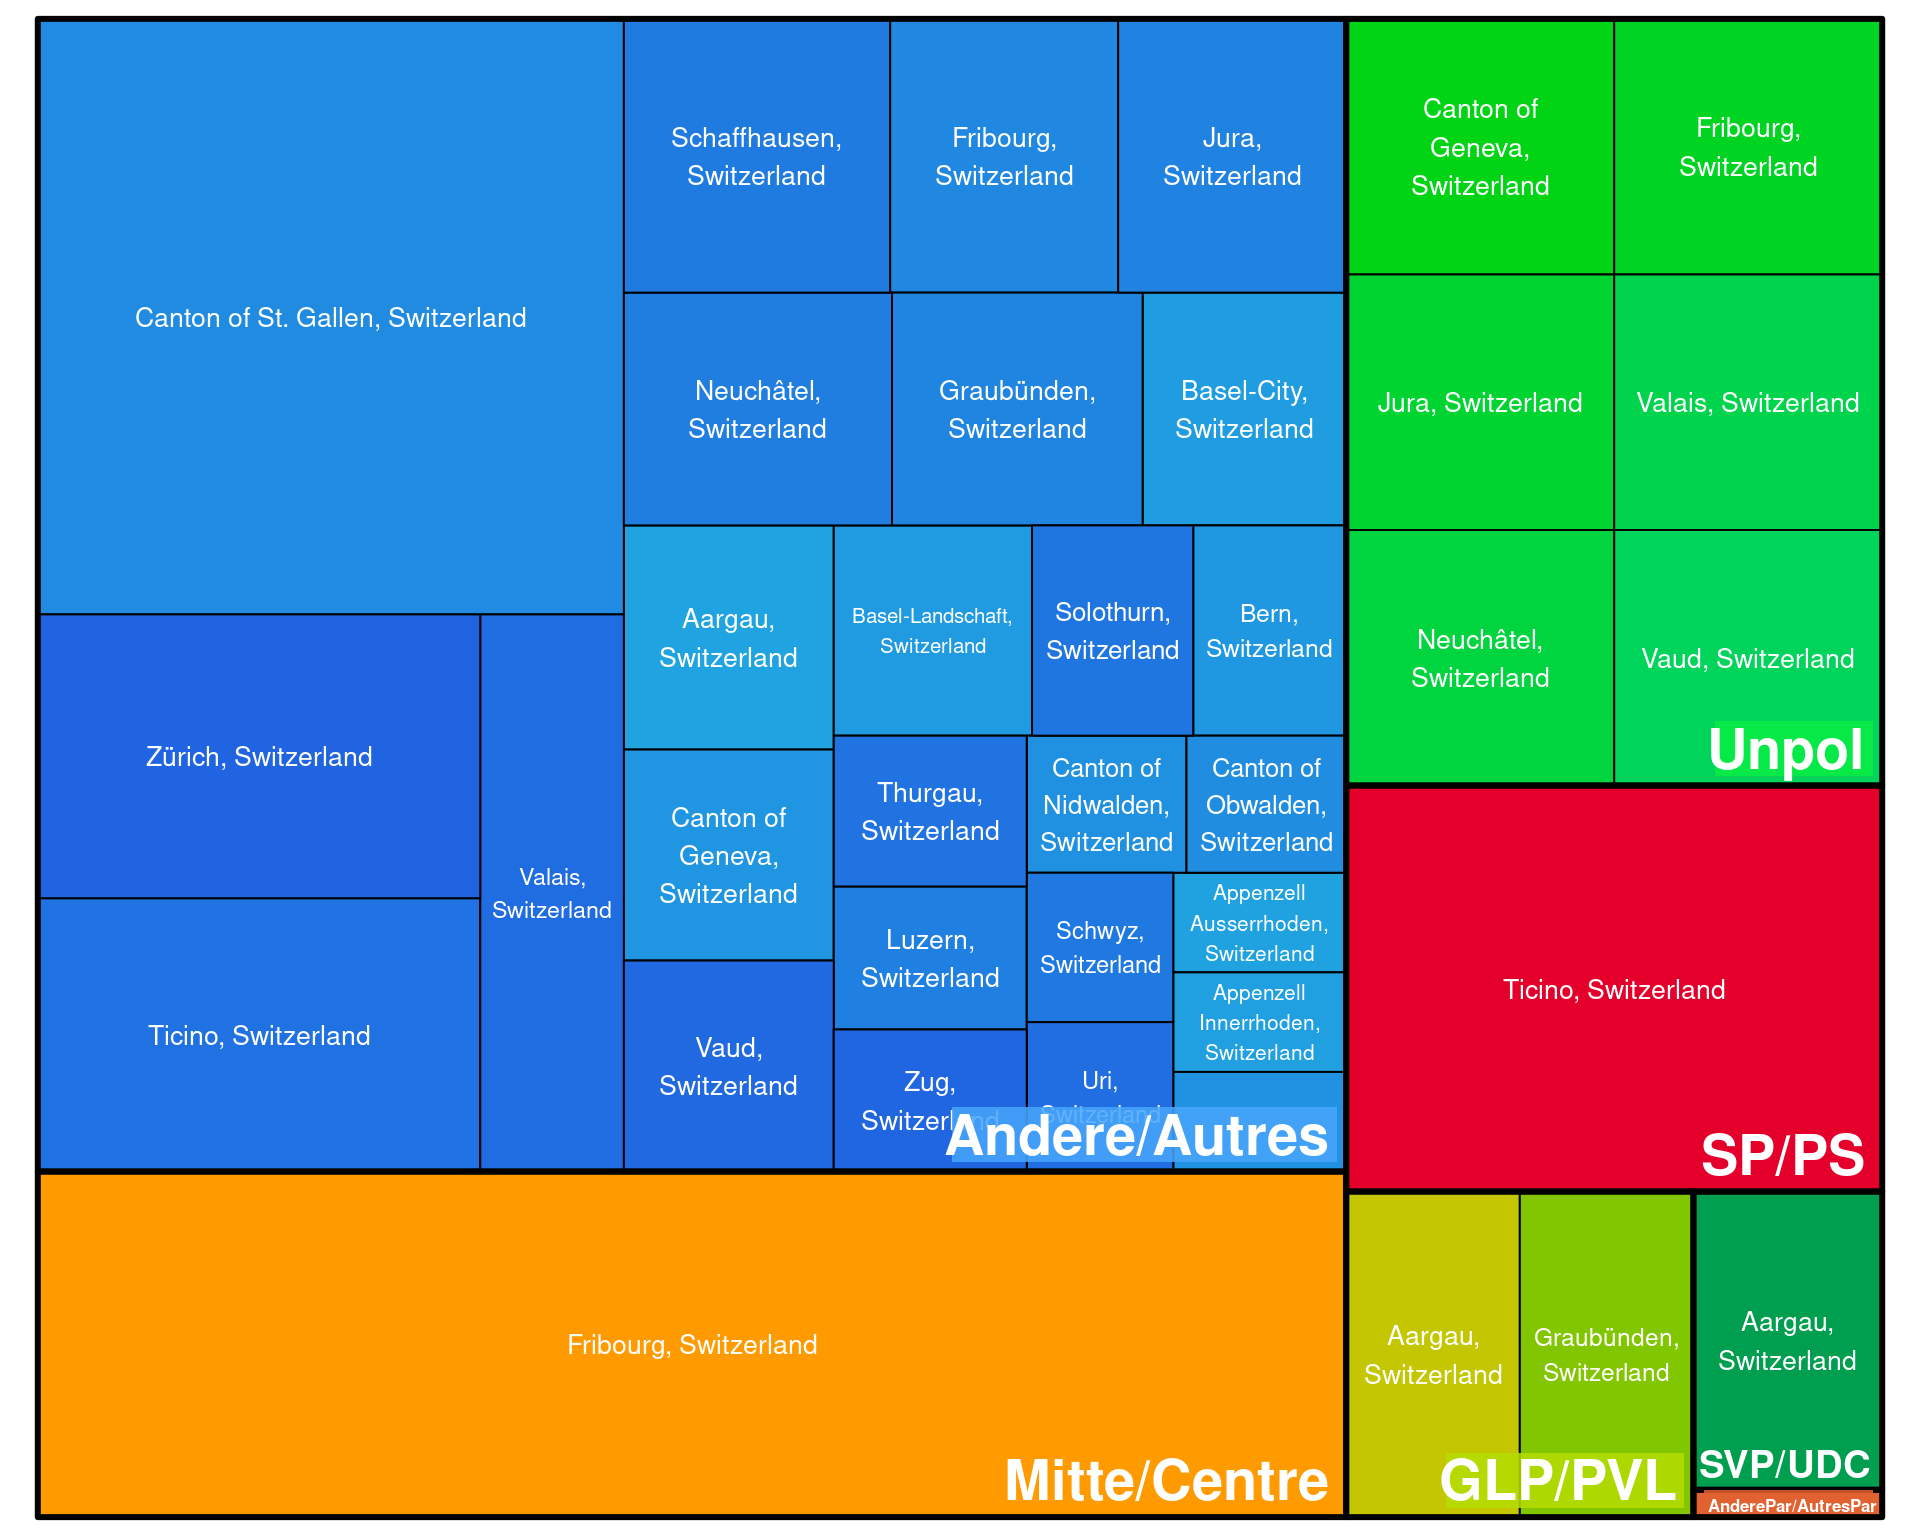 Canton of St. Gallen, Switzerland
Schaffhausen,
Switzerland
Fribourg,
Switzerland
Jura,
Switzerland
Neuchâtel,
Switzerland
Graubünden,
Switzerland
Basel-City,
Switzerland
Zürich, Switzerland
Ticino, Switzerland
Valais,
Switzerland
Aargau,
Switzerland
Basel-Landschaft,
Switzerland
Solothurn,
Switzerland
Bern,
Switzerland
Canton of
Geneva,
Switzerland
Vaud,
Switzerland
Thurgau,
Switzerland
Luzern,
Switzerland
Zug,
Switzerland
Canton of
Nidwalden,
Switzerland
Canton of
Obwalden,
Switzerland
Schwyz,
Switzerland
Uri,
Switzerland
Appenzell
Ausserrhoden,
Switzerland
Appenzell
Innerrhoden,
Switzerland
Andere/Autres
Fribourg, Switzerland
Mitte/Centre
Canton of
Geneva,
Switzerland
Fribourg,
Switzerland
Jura, Switzerland
Valais, Switzerland
Neuchâtel,
Switzerland
Vaud, Switzerland
Unpol
Ticino, Switzerland
SP/PS
Aargau,
Switzerland
Graubünden,
Switzerland
GLP/PVL
Aargau,
Switzerland
SVP/UDC
AnderePar/AutresPar